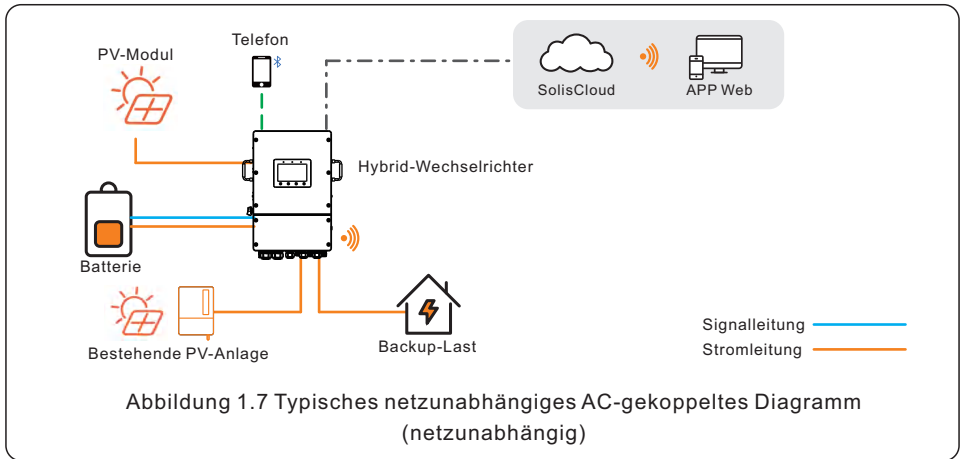 Telefon
PV-Modul
SolisCloud
APP Web
Hybrid-Wechselrichter
Batterie
Bestehende PV-Anlage
Backup-Last
Signalleitung
Stromleitung
Abbildung 1.7 Typisches netzunabhängiges AC-gekoppeltes Diagramm
(netzunabhängig)